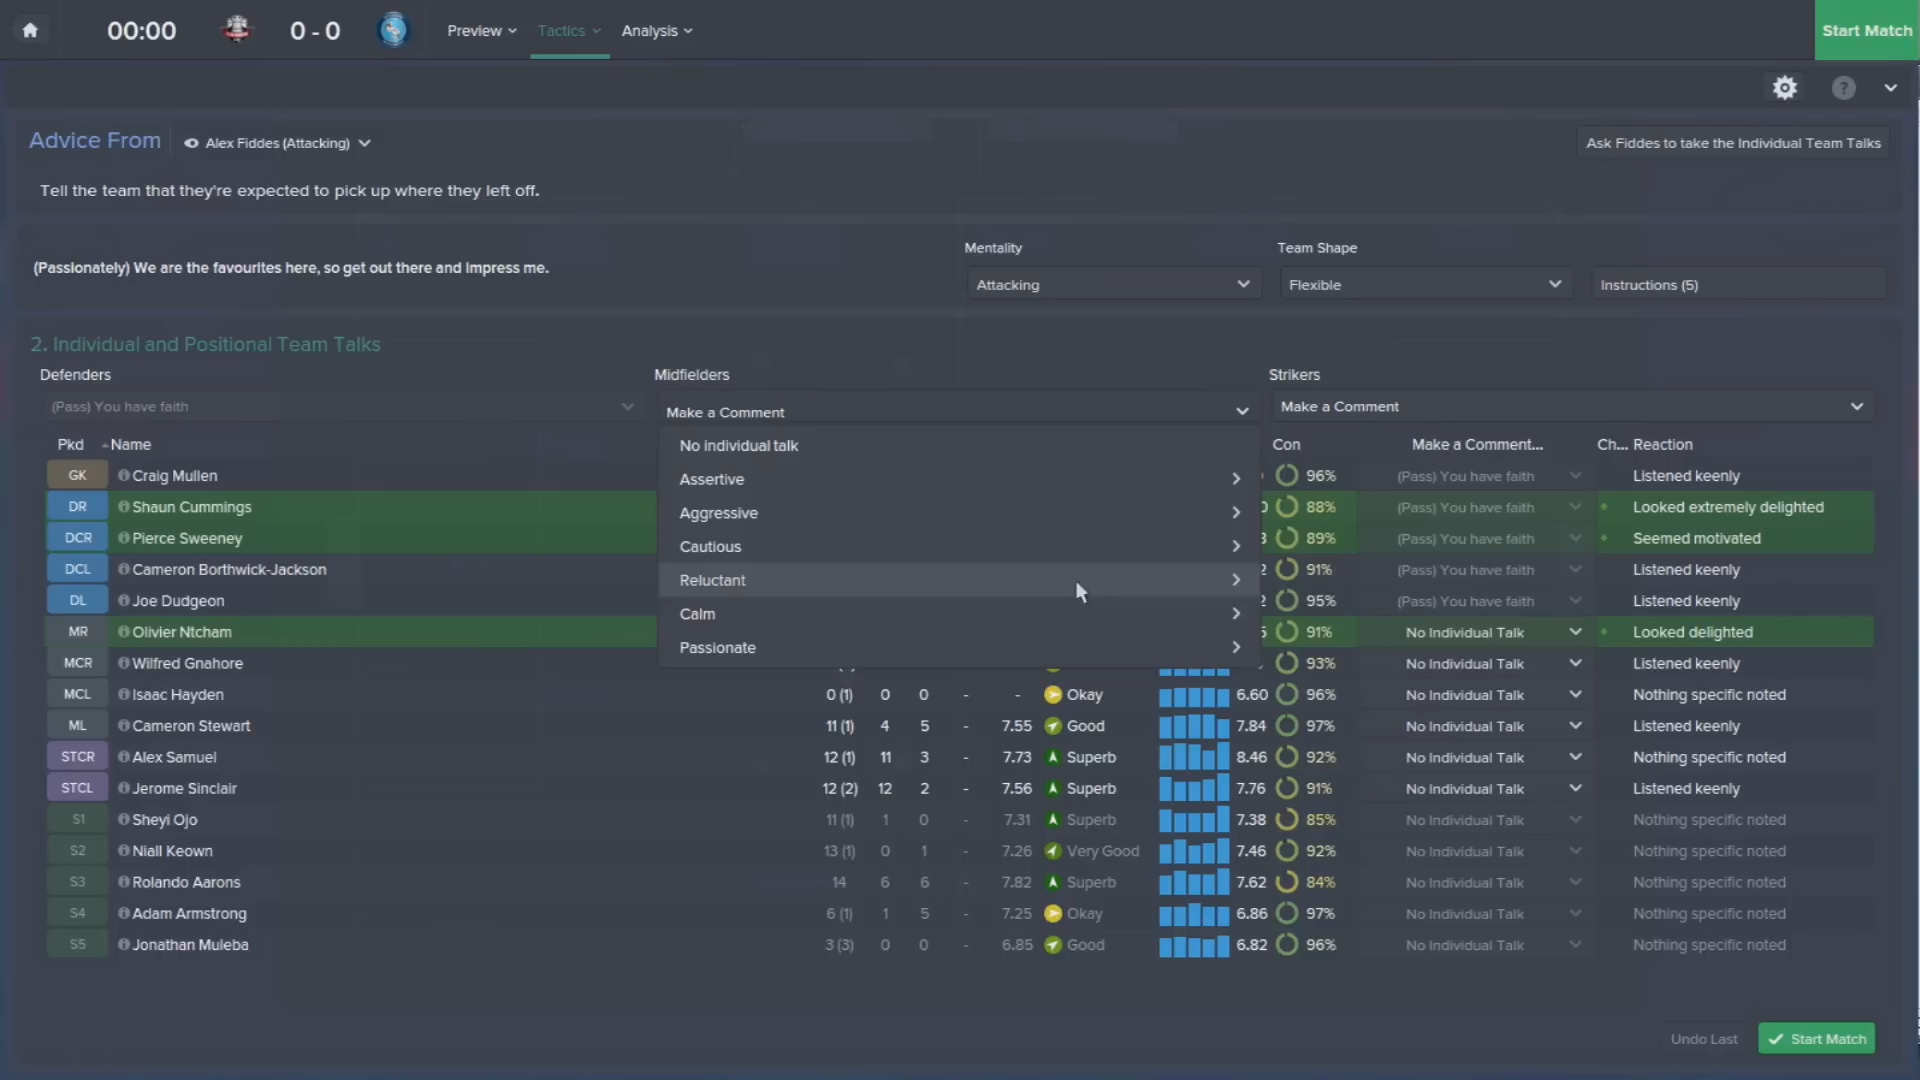 00:00 0 - 0 Preview Tactics Analysis Start Match
?
Advice From Alex Fiddes (Attacking) Ask Fiddes to take the Individual Team Talks
Tell the team that they're expected to pick up where they left off.
Mentality Team Shape
(Passionately) We are the favourites here, so get out there and impress me.
Attacking Flexible Instructions (5)
2. Individual and Positional Team Talks
Defenders Midfielders Strikers
(Pass) You have faith Make a Comment Make a Comment
Pkd Name Con Make a Comment... Ch... Reaction
No individual talk
GK Craig Mullen 96% (Pass) You have faith Listened keenly
Assertive
DR Shaun Cummings 88% (Pass) You have faith Looked extremely delighted
Aggressive
DCR Pierce Sweeney 89% (Pass) You have faith Seemed motivated
Cautious
DCL Cameron Borthwick-Jackson 91% (Pass) You have faith Listened keenly
Reluctant
DL Joe Dudgeon 95% (Pass) You have faith Listened keenly
Calm
MR Olivier Ntcham 91% No Individual Talk Looked delighted
Passionate
MCR Wilfred Gnahore 93% No Individual Talk Listened keenly
MCL Isaac Hayden 0 (1) 0 0 - - Okay 6.60 96% No Individual Talk Nothing specific noted
ML Cameron Stewart 11 (1) 4 5 - 7.55 Good 7.84 97% No Individual Talk Listened keenly
STCR Alex Samuel 12 (1) 11 3 - 7.73 Superb 8.46 92% No Individual Talk Nothing specific noted
STCL Jerome Sinclair 12 (2) 12 2 - 7.56 Superb 7.76 91% No Individual Talk Listened keenly
S1 Sheyi Ojo 11 (1) 1 0 - 7.31 Superb 7.38 85% No Individual Talk Nothing specific noted
S2 Niall Keown 13 (1) 0 1 - 7.26 Very Good 7.46 92% No Individual Talk Nothing specific noted
S3 Rolando Aarons 14 6 6 - 7.82 Superb 7.62 84% No Individual Talk Nothing specific noted
S4 Adam Armstrong 6 (1) 1 5 - 7.25 Okay 6.86 97% No Individual Talk Nothing specific noted
S5 Jonathan Muleba 3 (3) 0 0 - 6.85 Good 6.82 96% No Individual Talk Nothing specific noted
Undo Last Start Match